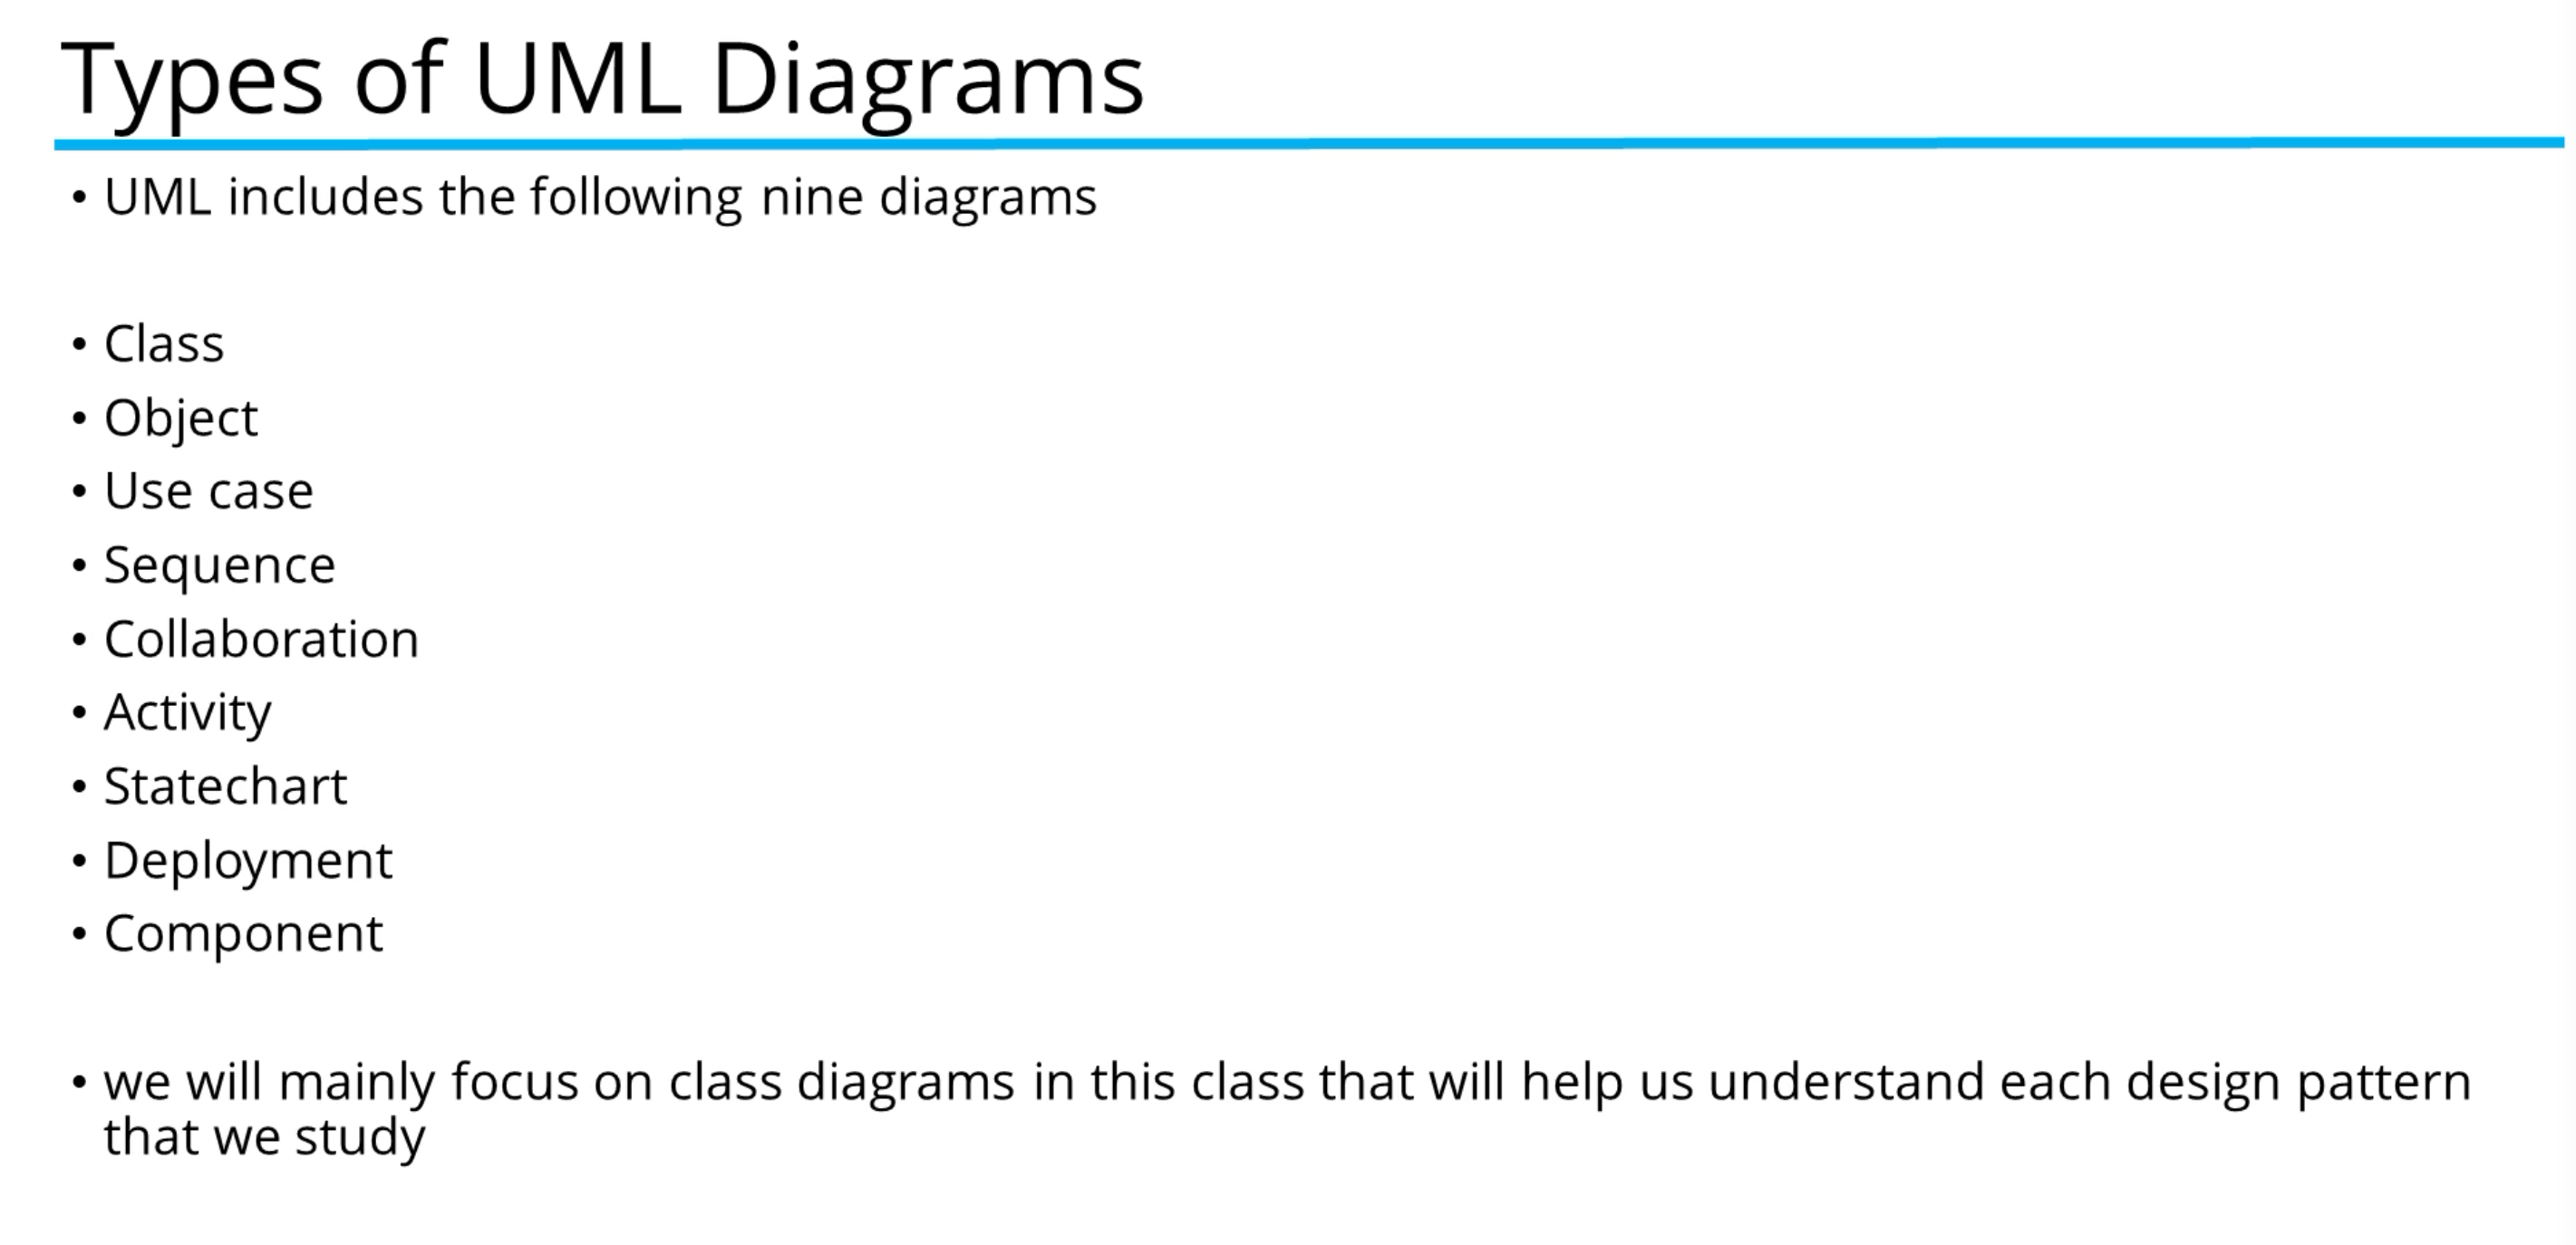 Types of UML Diagrams
• UML includes the following nine diagrams
• Class
• Object
• Use case
• Sequence
• Collaboration
• Activity
• Statechart
• Deployment
• Component
• we will mainly focus on class diagrams in this class that will help us understand each design pattern
that we study